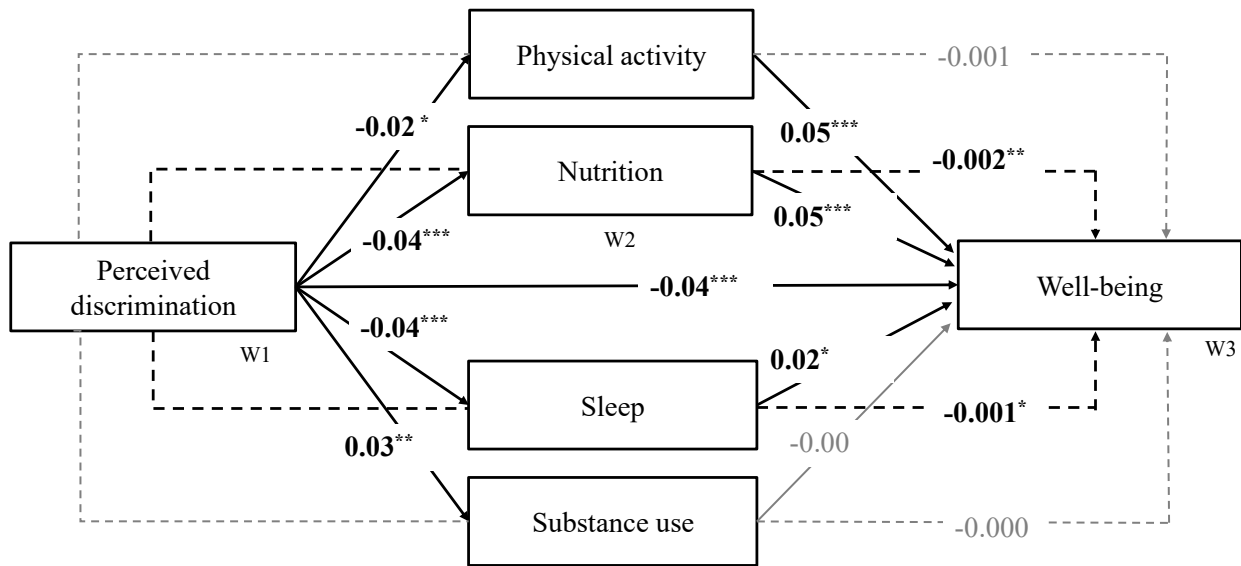 Physical activity
-0.001
-0.02 *
0.05***
Nutrition
-0.002**
-0.04***
0.05***
W2
Perceived
discrimination
W1
-0.04***
Well-being
W3
-0.04***
0.02*
Sleep
-0.001*
0.03**
-0.00
Substance use
-0.000